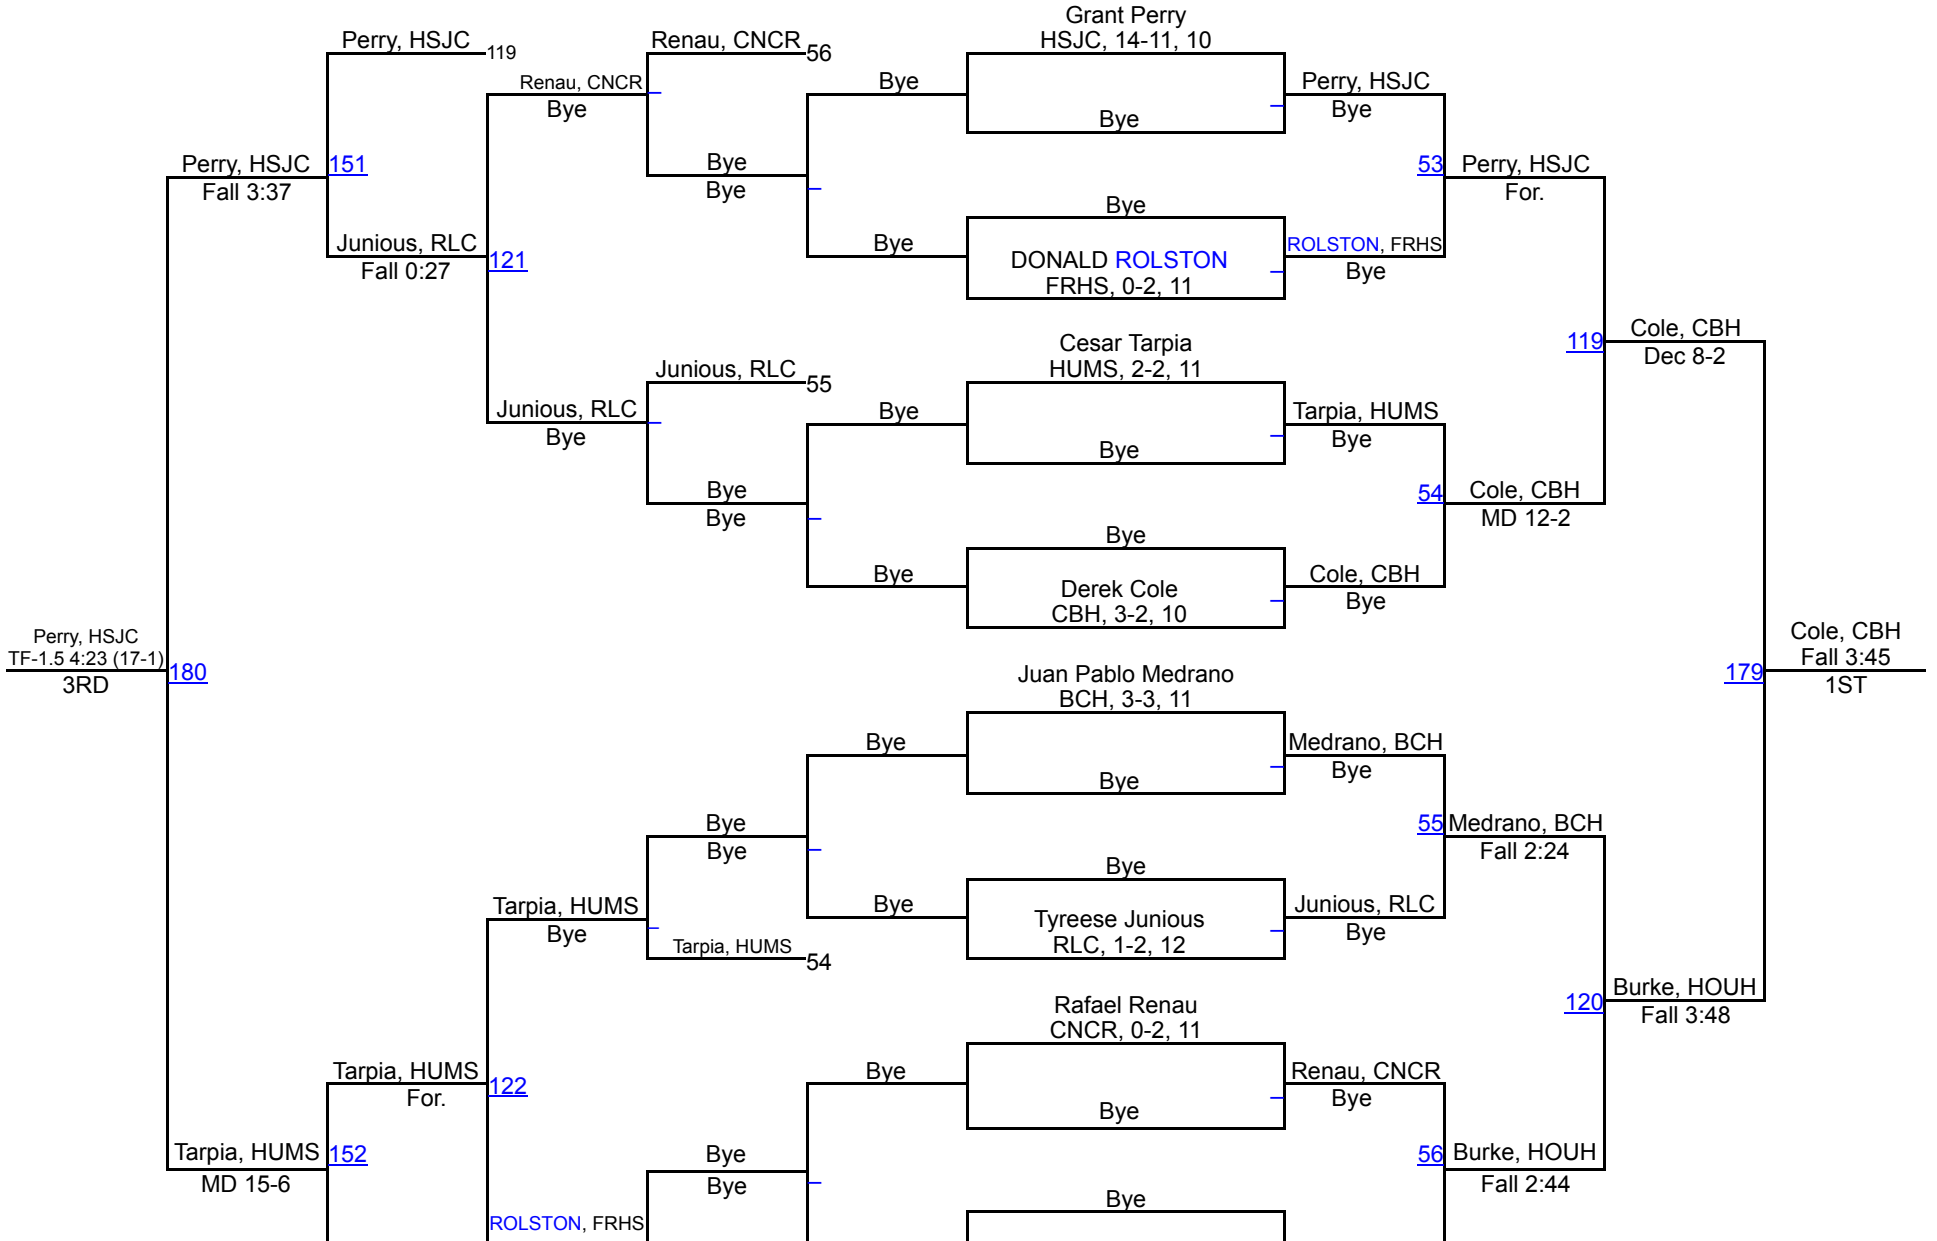 Grant Perry
Perry, HSJC
119
Renau, CNCR
56
HSJC, 14-11, 10
Renau, CNCR
Bye
Bye
Bye
Perry, HSJC
Bye
Perry, HSJC
Fall 3:37
151
Bye
Bye
53
Perry, HSJC
For.
Bye
Junious, RLC
Fall 0:27
121
Bye
DONALD ROLSTON
FRHS, 0-2, 11
ROLSTON, FRHS
Bye
Cesar Tarpia
HUMS, 2-2, 11
119
Cole, CBH
Dec 8-2
Junious, RLC
55
Junious, RLC
Bye
Bye
Bye
Tarpia, HUMS
Bye
Bye
Bye
54
Cole, CBH
MD 12-2
Bye
Bye
Derek Cole
CBH, 3-2, 10
Cole, CBH
Bye
Perry, HSJC
TF-1.5 4:23 (17-1)
3RD
180
Cole, CBH
Fall 3:45
1ST
179
Juan Pablo Medrano
BCH, 3-3, 11
Bye
Bye
Medrano, BCH
Bye
Bye
Bye
55
Medrano, BCH
Fall 2:24
Bye
Tarpia, HUMS
Bye
Bye
Tyreese Junious
RLC, 1-2, 12
Junious, RLC
Bye
Tarpia, HUMS
54
Rafael Renau
CNCR, 0-2, 11
120
Burke, HOUH
Fall 3:48
Tarpia, HUMS
For.
122
Bye
Bye
Renau, CNCR
Bye
Tarpia, HUMS
MD 15-6
152
Bye
Bye
56
Burke, HOUH
Fall 2:44
Bye
ROLSTON, FRHS